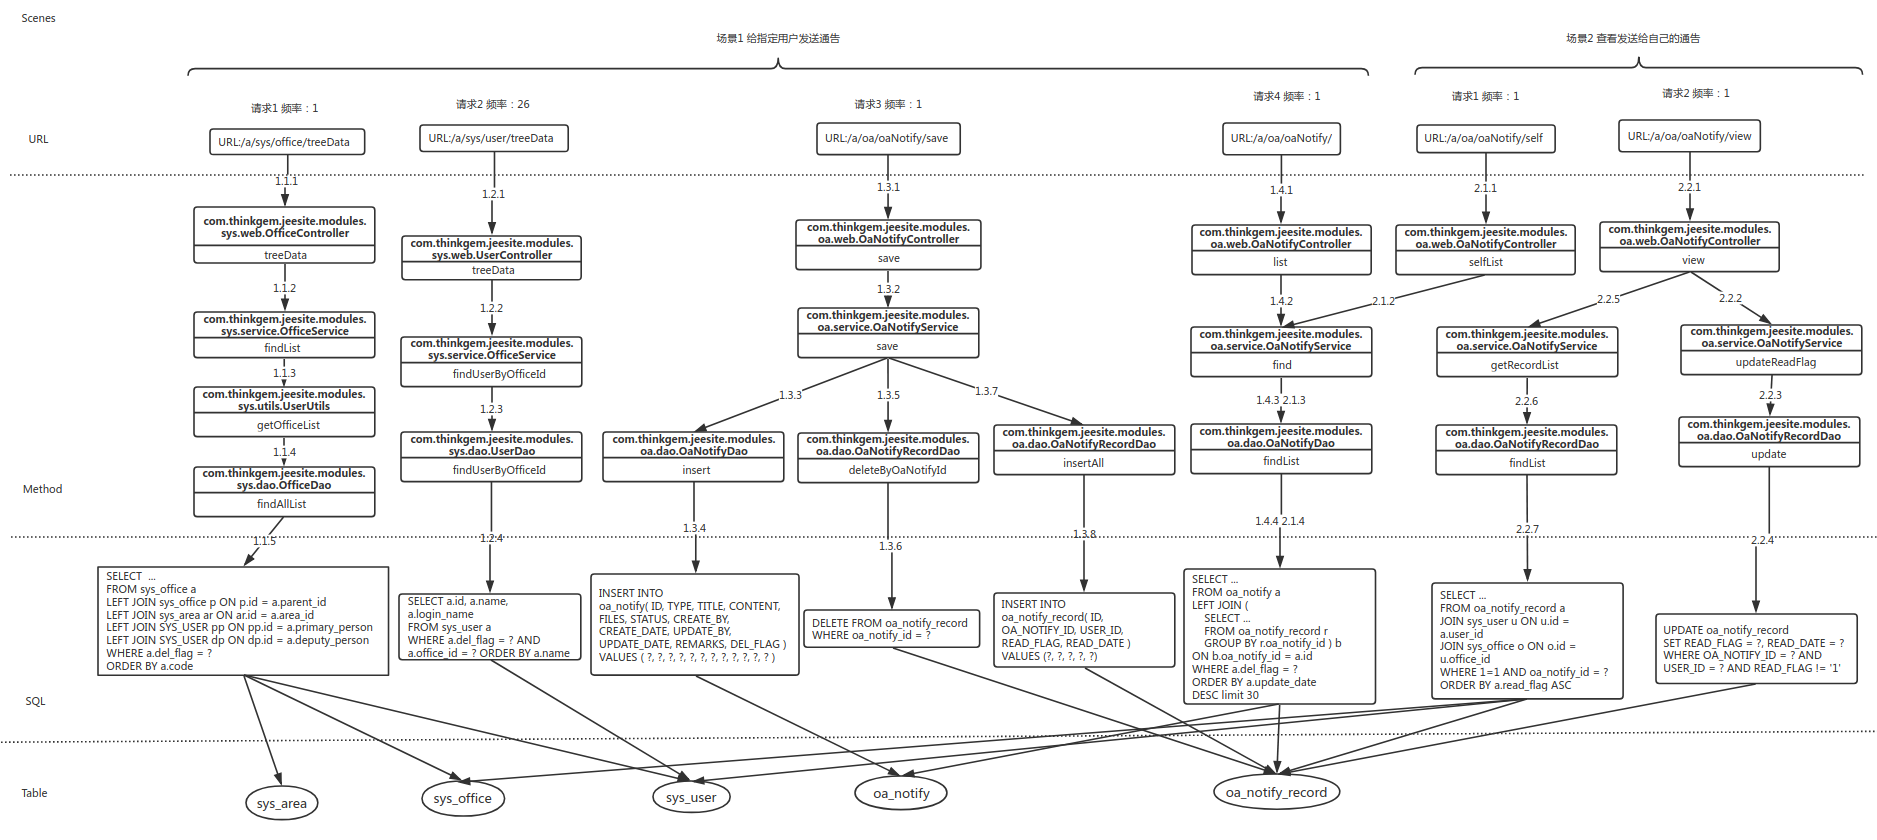 Scenes
场景1 给指定用户发送通告
场景2 查看发送给自己的通告
请求1 频率：1
请求2 频率：26
请求3 频率：1
请求4 频率：1
请求1 频率：1
请求2 频率：1
URL
URL:/a/sys/office/treeData
URL:/a/sys/user/treeData
URL:/a/oa/oaNotify/save
URL:/a/oa/oaNotify/
URL:/a/oa/oaNotify/self
URL:/a/oa/oaNotify/view
1.1.1
1.2.1
1.3.1
1.4.1
2.1.1
2.2.1
com.thinkgem.jeesite.modules.
sys.web.OfficeController
treeData
com.thinkgem.jeesite.modules.
sys.web.UserController
treeData
com.thinkgem.jeesite.modules.
oa.web.OaNotifyController
save
com.thinkgem.jeesite.modules.
oa.web.OaNotifyController
list
com.thinkgem.jeesite.modules.
oa.web.OaNotifyController
selfList
com.thinkgem.jeesite.modules.
oa.web.OaNotifyController
view
1.1.2
1.2.2
1.3.2
1.4.2
2.1.2
2.2.5
2.2.2
com.thinkgem.jeesite.modules.
sys.service.OfficeService
findList
com.thinkgem.jeesite.modules.
sys.service.OfficeService
findUserByOfficeId
com.thinkgem.jeesite.modules.
oa.service.OaNotifyService
save
com.thinkgem.jeesite.modules.
oa.service.OaNotifyService
find
com.thinkgem.jeesite.modules.
oa.service.OaNotifyService
getRecordList
com.thinkgem.jeesite.modules.
oa.service.OaNotifyService
updateReadFlag
1.1.3
1.2.3
1.3.3
1.3.5
1.3.7
1.4.3 2.1.3
2.2.6
2.2.3
com.thinkgem.jeesite.modules.
sys.utils.UserUtils
getOfficeList
1.1.4
Method
com.thinkgem.jeesite.modules.
sys.dao.OfficeDao
findAllList
com.thinkgem.jeesite.modules.
sys.dao.UserDao
findUserByOfficeId
com.thinkgem.jeesite.modules.
oa.dao.OaNotifyDao
insert
com.thinkgem.jeesite.modules.
oa.dao.OaNotifyRecordDao
deleteByOaNotifyId
com.thinkgem.jeesite.modules.
oa.dao.OaNotifyRecordDao
insertAll
com.thinkgem.jeesite.modules.
oa.dao.OaNotifyDao
findList
com.thinkgem.jeesite.modules.
oa.dao.OaNotifyRecordDao
findList
com.thinkgem.jeesite.modules.
oa.dao.OaNotifyRecordDao
update
1.1.5
1.2.4
1.3.4
1.3.6
1.3.8
1.4.4 2.1.4
2.2.7
2.2.4
SELECT ...
FROM sys_office a
LEFT JOIN sys_office p ON p.id = a.parent_id
LEFT JOIN sys_area ar ON ar.id = a.area_id
LEFT JOIN SYS_USER pp ON pp.id = a.primary_person
LEFT JOIN SYS_USER dp ON dp.id = a.deputy_person
WHERE a.del_flag = ?
ORDER BY a.code
SELECT a.id, a.name,
a.login_name
FROM sys_user a
WHERE a.del_flag = ? AND
a.office_id = ? ORDER BY a.name
INSERT INTO
oa_notify( ID, TYPE, TITLE, CONTENT,
FILES, STATUS, CREATE_BY,
CREATE_DATE, UPDATE_BY,
UPDATE_DATE, REMARKS, DEL_FLAG )
VALUES ( ?, ?, ?, ?, ?, ?, ?, ?, ?, ?, ?, ? )
DELETE FROM oa_notify_record
WHERE oa_notify_id = ?
INSERT INTO
oa_notify_record( ID,
OA_NOTIFY_ID, USER_ID,
READ_FLAG, READ_DATE )
VALUES (?, ?, ?, ?, ?)
SELECT ...
FROM oa_notify a
LEFT JOIN (
SELECT ...
FROM oa_notify_record r
GROUP BY r.oa_notify_id ) b
ON b.oa_notify_id = a.id
WHERE a.del_flag = ?
ORDER BY a.update_date
DESC limit 30
SELECT ...
FROM oa_notify_record a
JOIN sys_user u ON u.id =
a.user_id
JOIN sys_office o ON o.id =
u.office_id
WHERE 1=1 AND oa_notify_id = ?
ORDER BY a.read_flag ASC
UPDATE oa_notify_record
SET READ_FLAG = ?, READ_DATE = ?
WHERE OA_NOTIFY_ID = ? AND
USER_ID = ? AND READ_FLAG != '1'
SQL
Table
sys_area
sys_office
sys_user
oa_notify
oa_notify_record